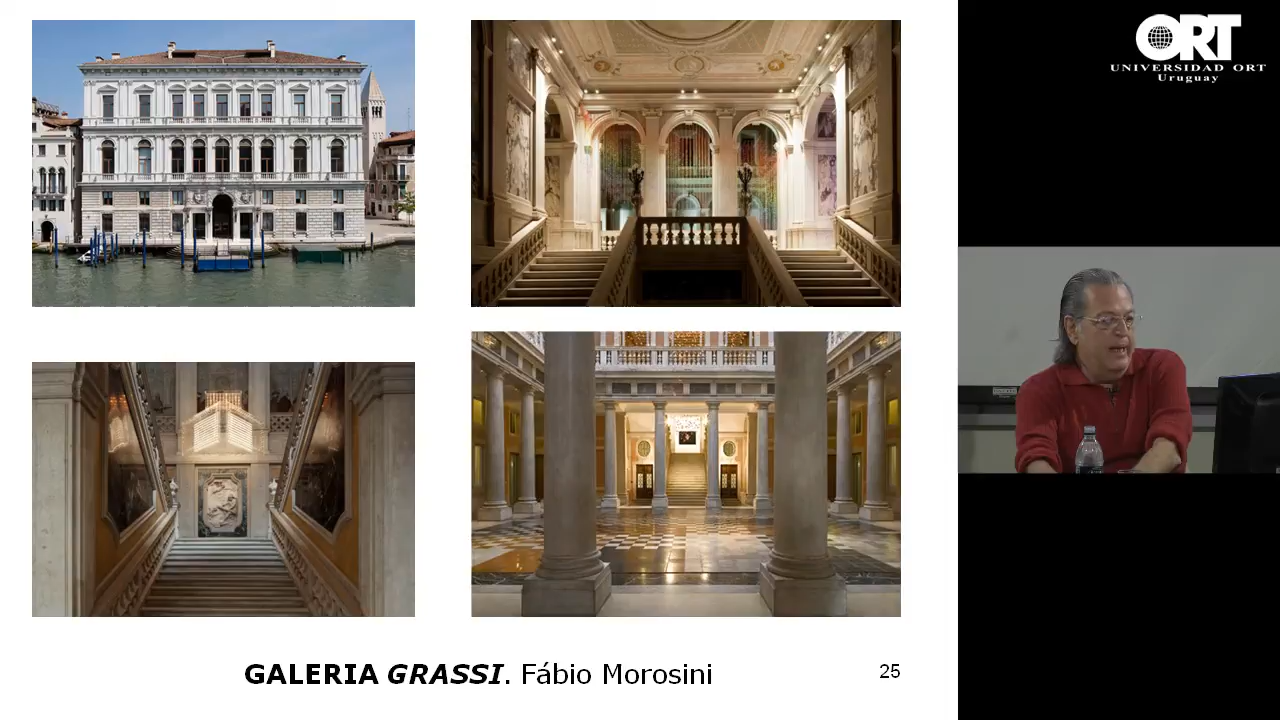 ORT
UNIVERSIDAD ORT
Uruguay
GALERIA GRASSI. Fábio Morosini
25